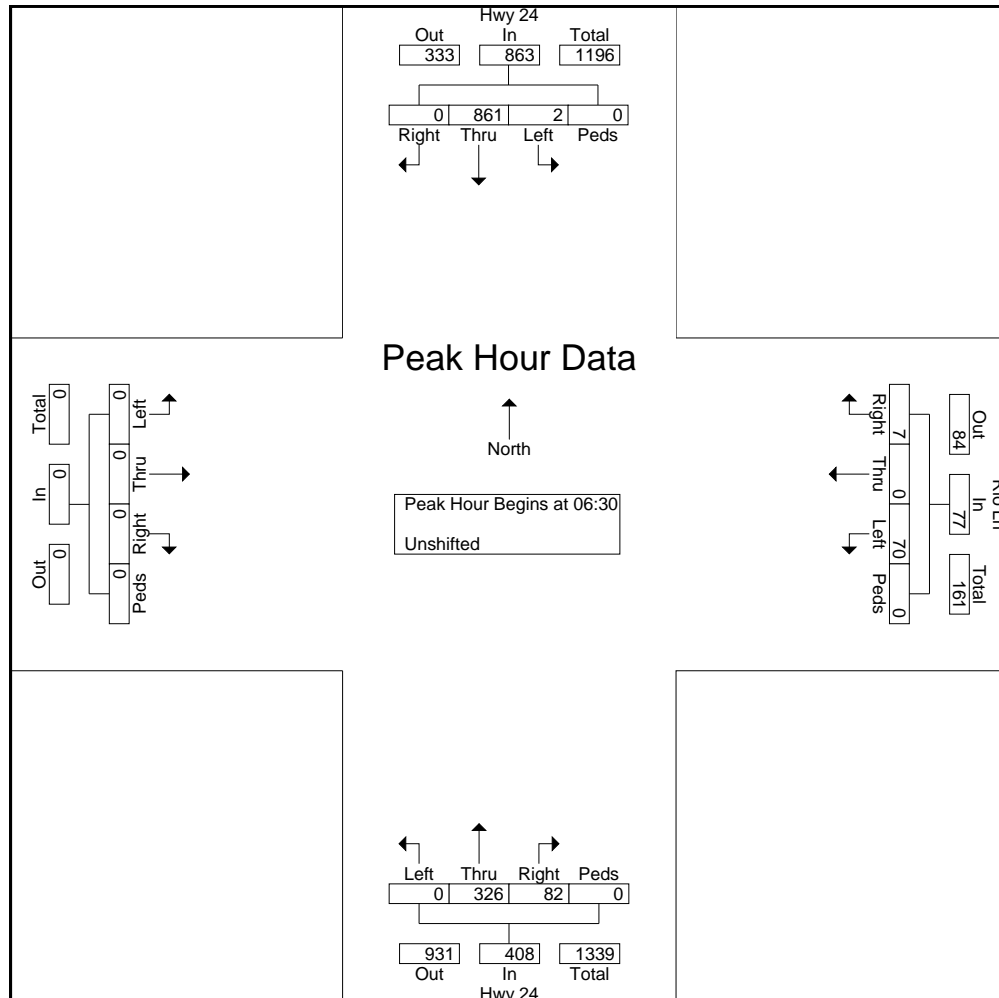 Hwy 24
Out In Total
333 863 1196
0 861 2 0
Right Thru Left Peds
Peak Hour Data
North
Peak Hour Begins at 06:30
Unshifted
Total In Out
0 0 0
0 0 0 0
Left Thru Right Peds
Rio Ln
Out In Total
84 77 161
7 0 70 0
Right Thru Left Peds
Left Thru Right Peds
0 326 82 0
931 408 1339
Out In Total
Hwy 24